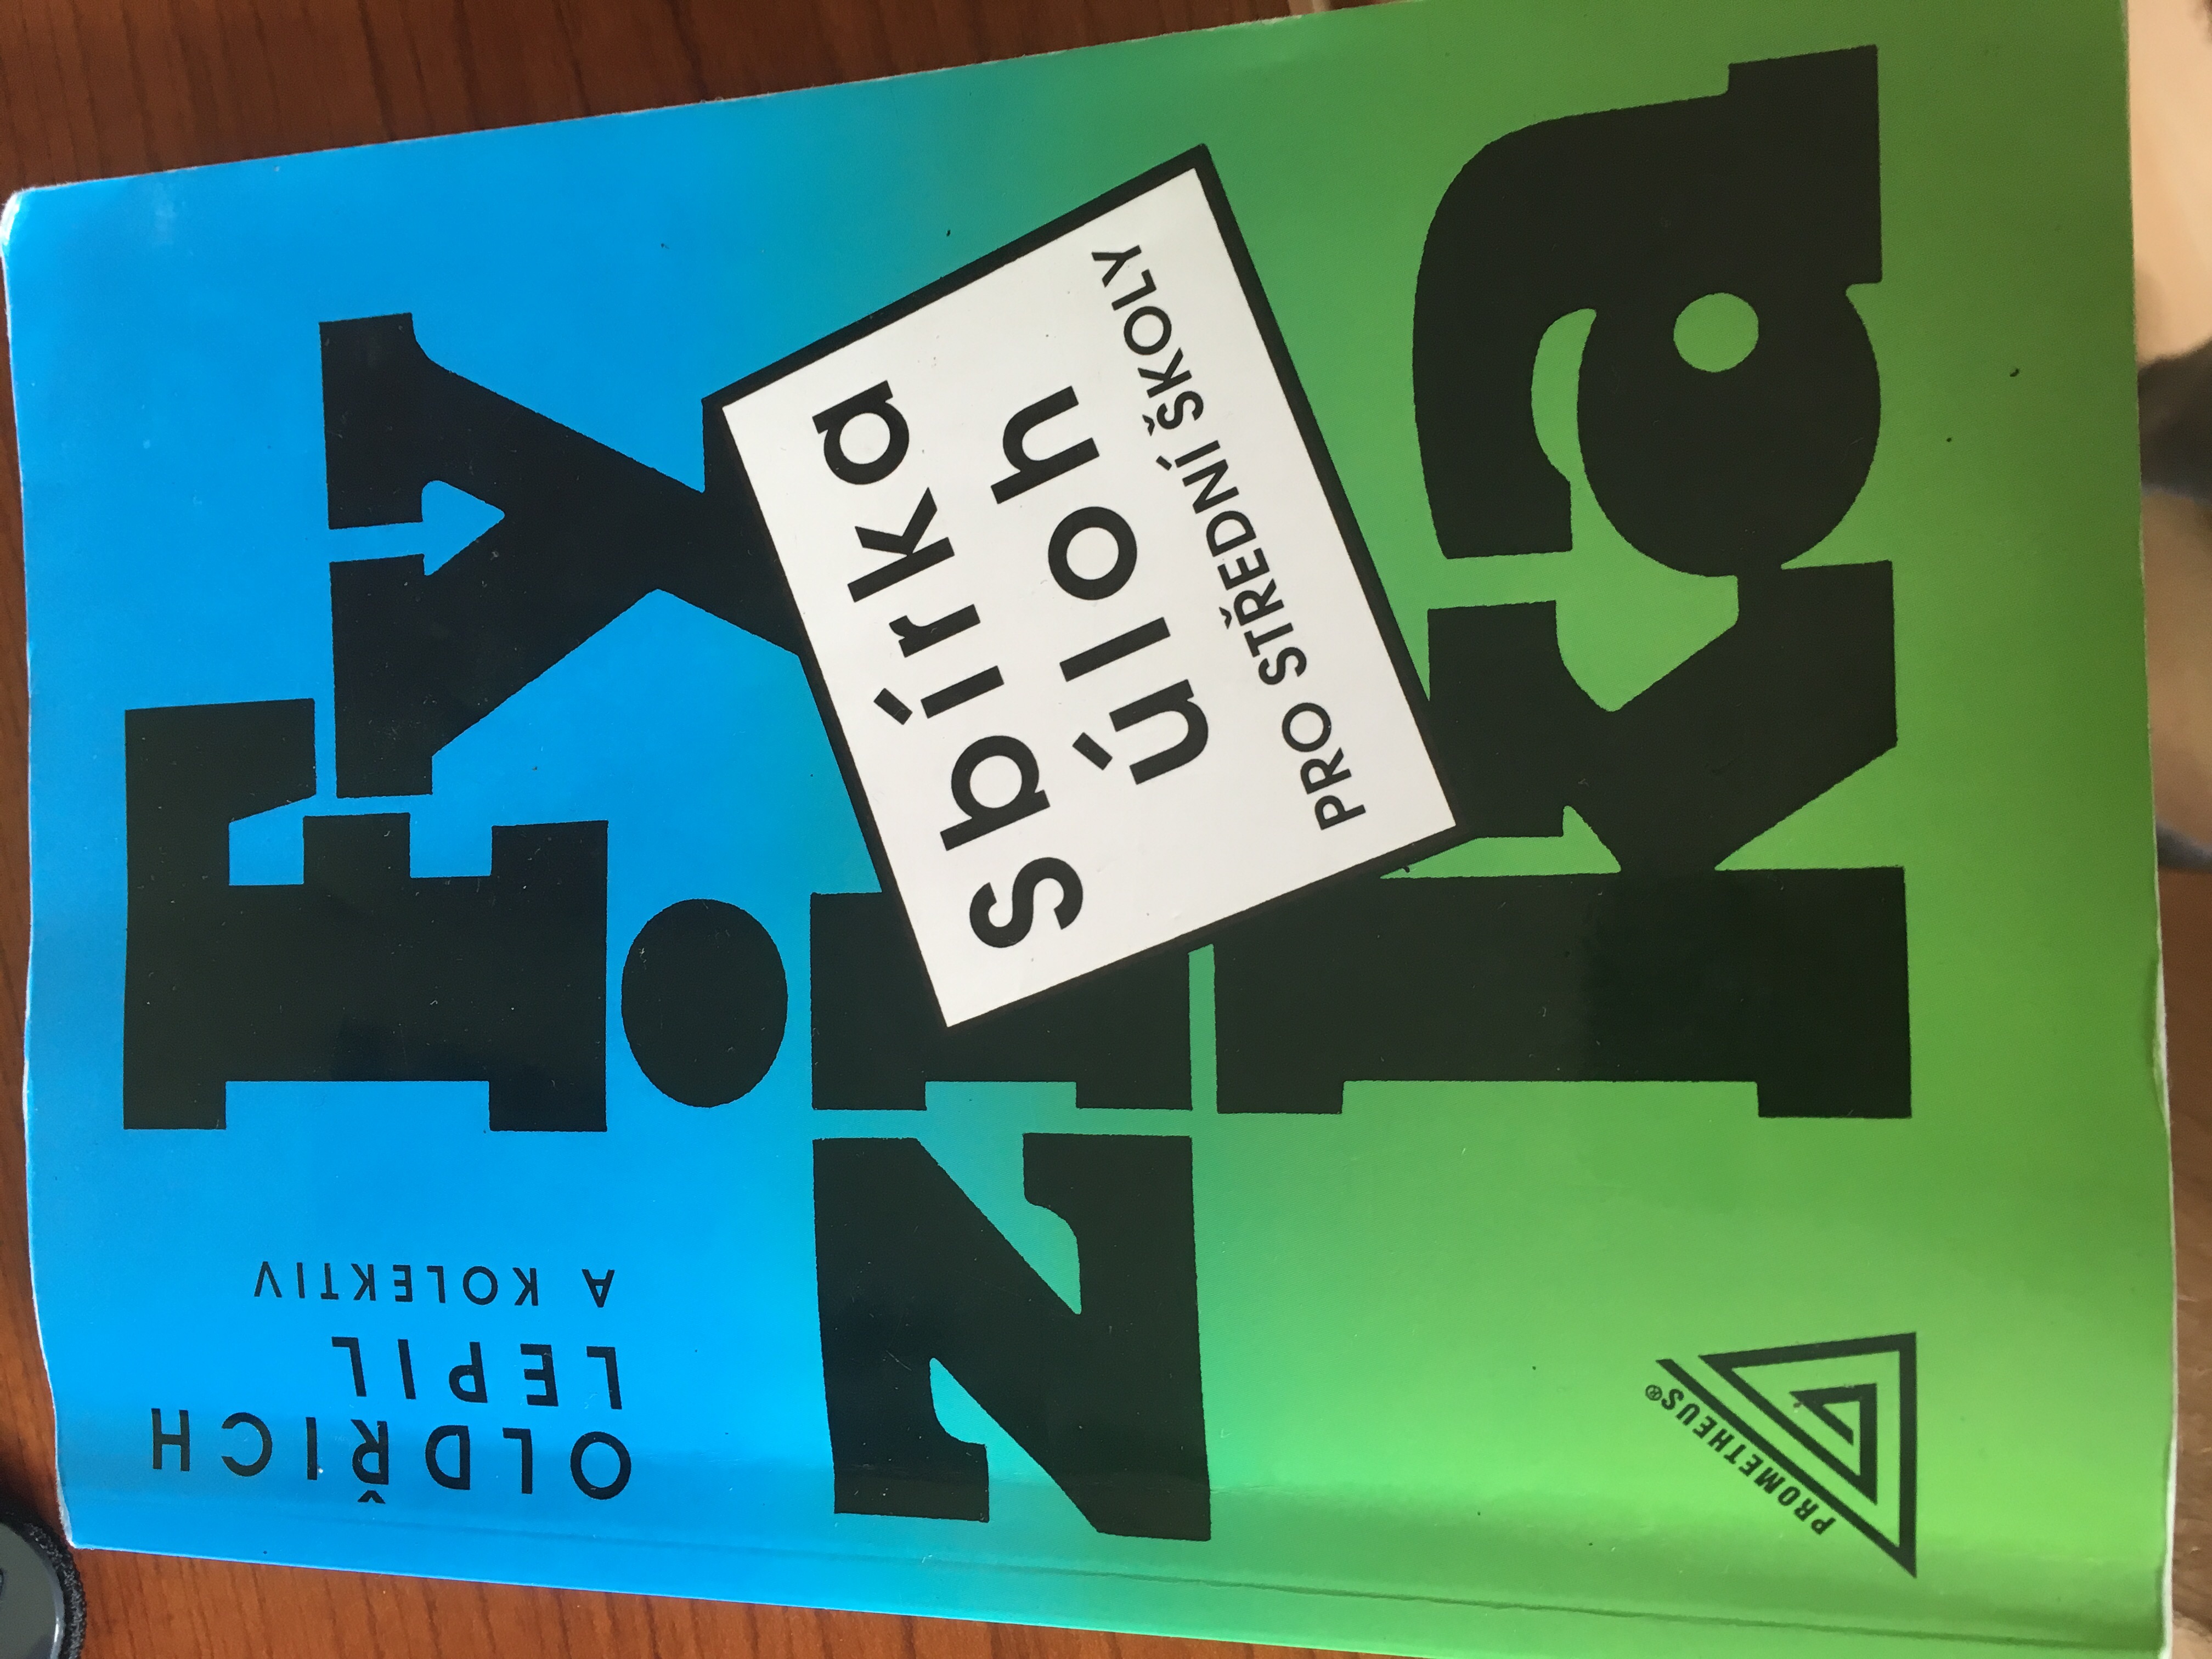 OLDŘICH
LEPIL
A KOLEKTIV
Fy
zi
ka
Sbírka
úloh
PRO STŘEDNÍ ŠKOLY
PROMETHEUS®